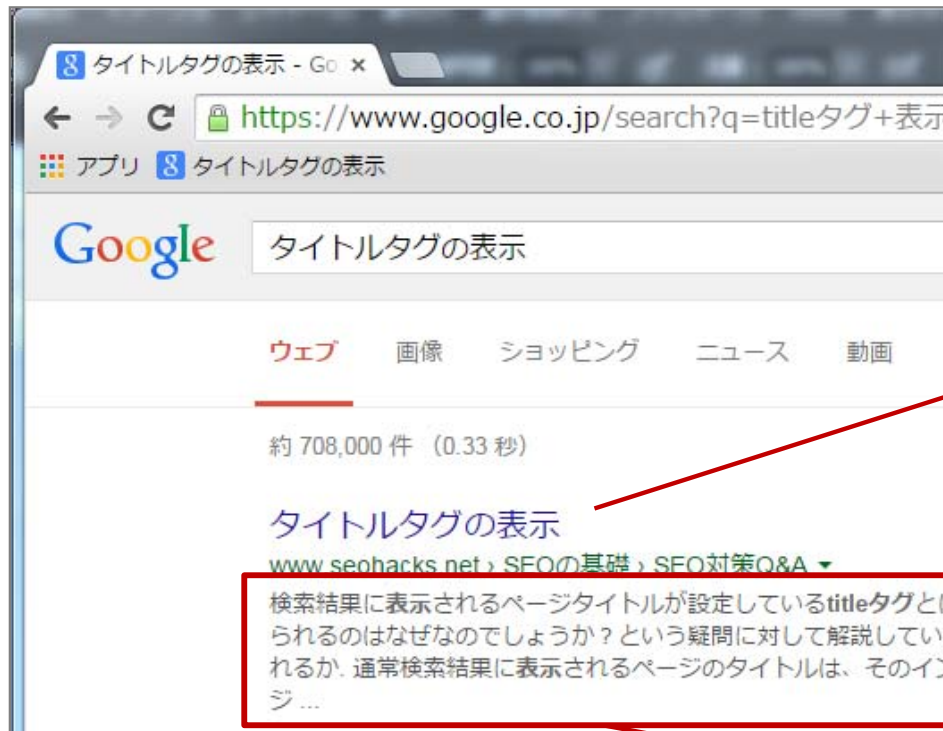 タイトルタグの表示 - Go
https://www.google.co.jp/search?q=titleタグ+表示
アプリ タイトルタグの表示
Google タイトルタグの表示
ウェブ 画像 ショッピング ニュース 動画
約 708,000 件 (0.33 秒)
タイトルタグの表示
www.seohacks.net › SEOの基礎 › SEO対策Q&A
検索結果に表示されるページタイトルが設定しているtitleタグと
られるのはなぜなのでしょうか？という疑問に対して解説してい
れるか. 通常検索結果に表示されるページのタイトルは、そのイン
ジ ...